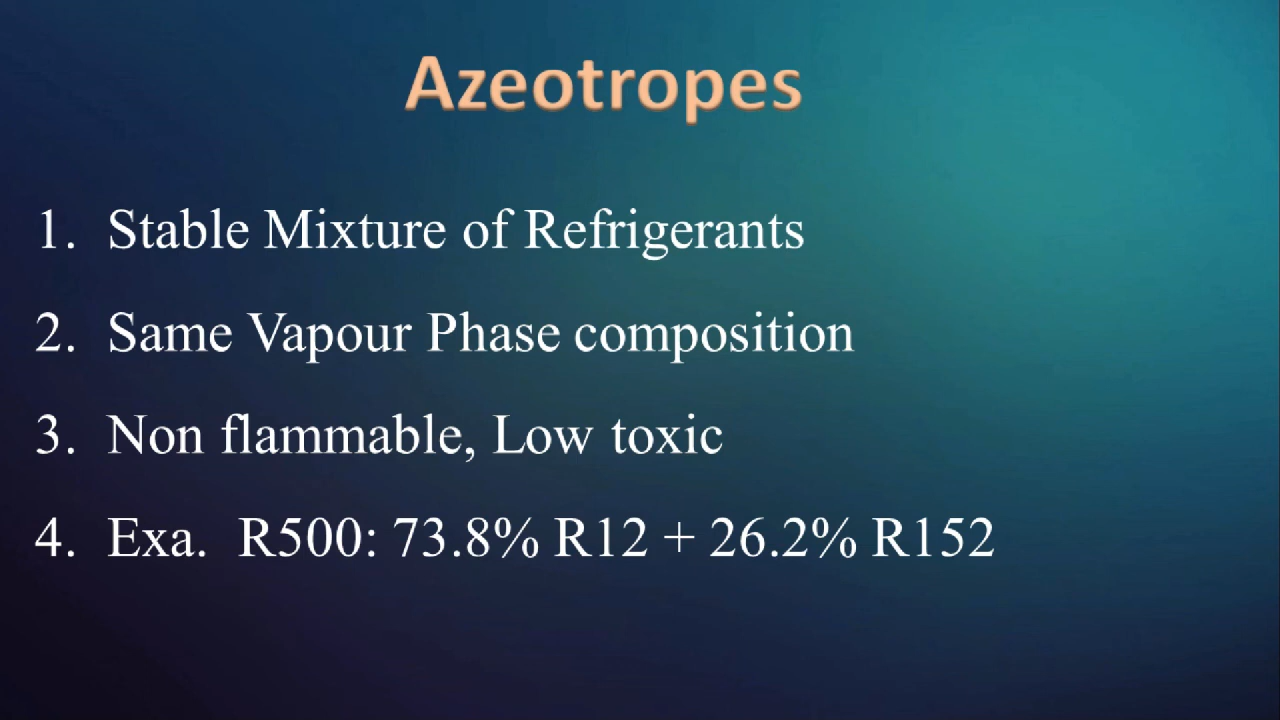 Azeotropes
1. Stable Mixture of Refrigerants
2. Same Vapour Phase composition
3. Non flammable, Low toxic
4. Exa. R500: 73.8% R12 + 26.2% R152